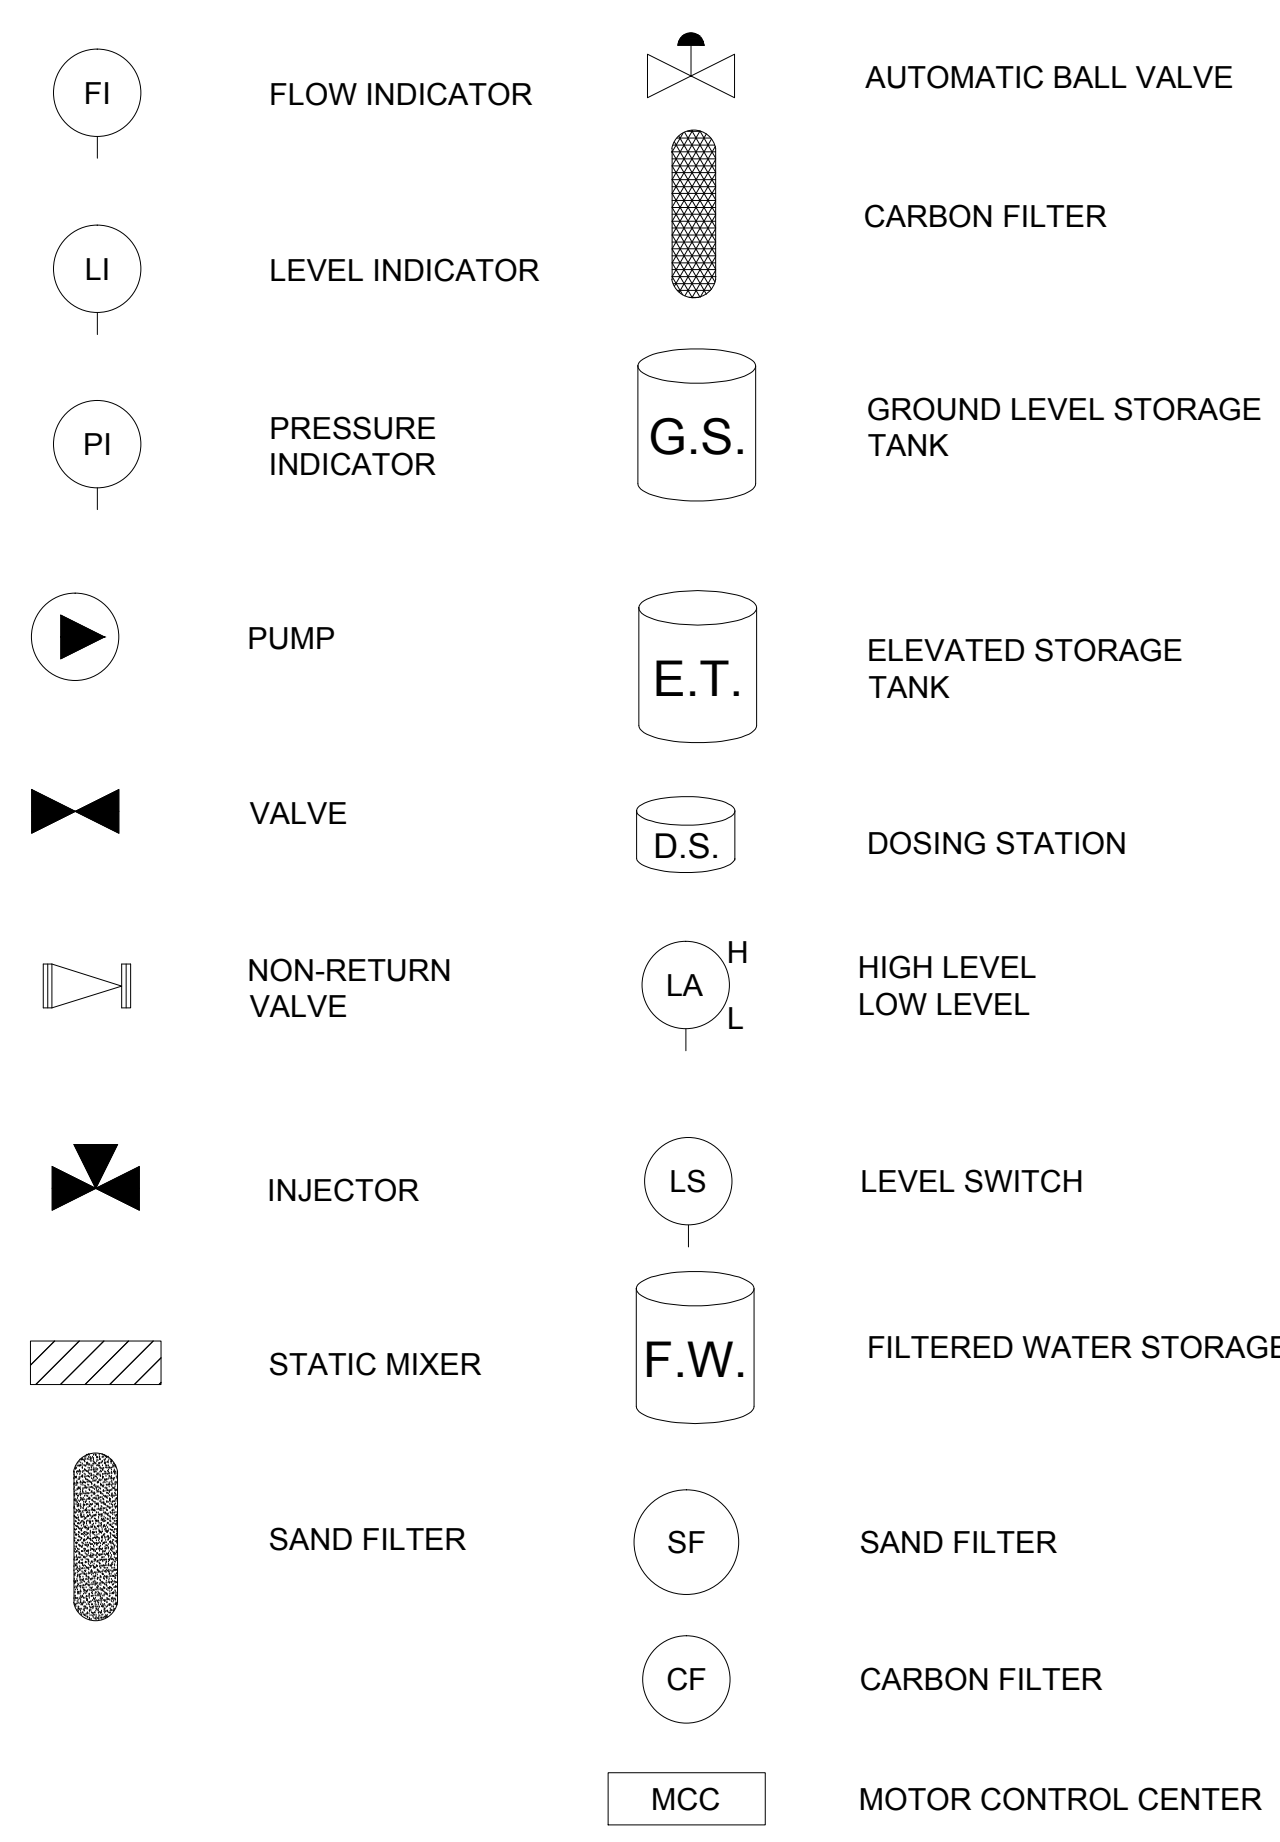 FI
FLOW INDICATOR
LI
LEVEL INDICATOR
PI
PRESSURE
INDICATOR
PUMP
VALVE
NON-RETURN
VALVE
INJECTOR
STATIC MIXER
SAND FILTER
AUTOMATIC BALL VALVE
CARBON FILTER
G.S.
GROUND LEVEL STORAGE
TANK
E.T.
ELEVATED STORAGE
TANK
D.S.
DOSING STATION
LA
H
L
HIGH LEVEL
LOW LEVEL
LS
LEVEL SWITCH
F.W.
FILTERED WATER STORAGE
SF
SAND FILTER
CF
CARBON FILTER
MCC
MOTOR CONTROL CENTER